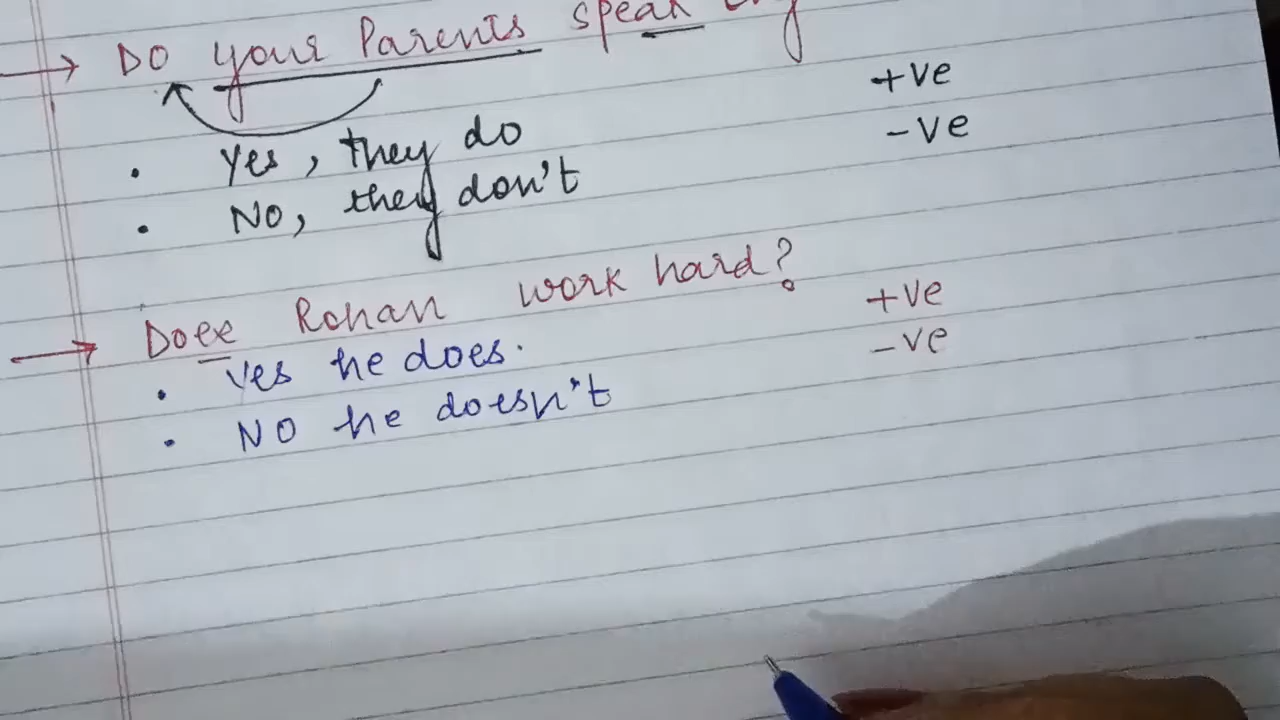 → DO your Parents speak
+ve
-ve
• Yes, they do
• NO, they don't
→ Does Rohan work hard?
+ve
-ve
• Yes he does.
• NO he doesn't